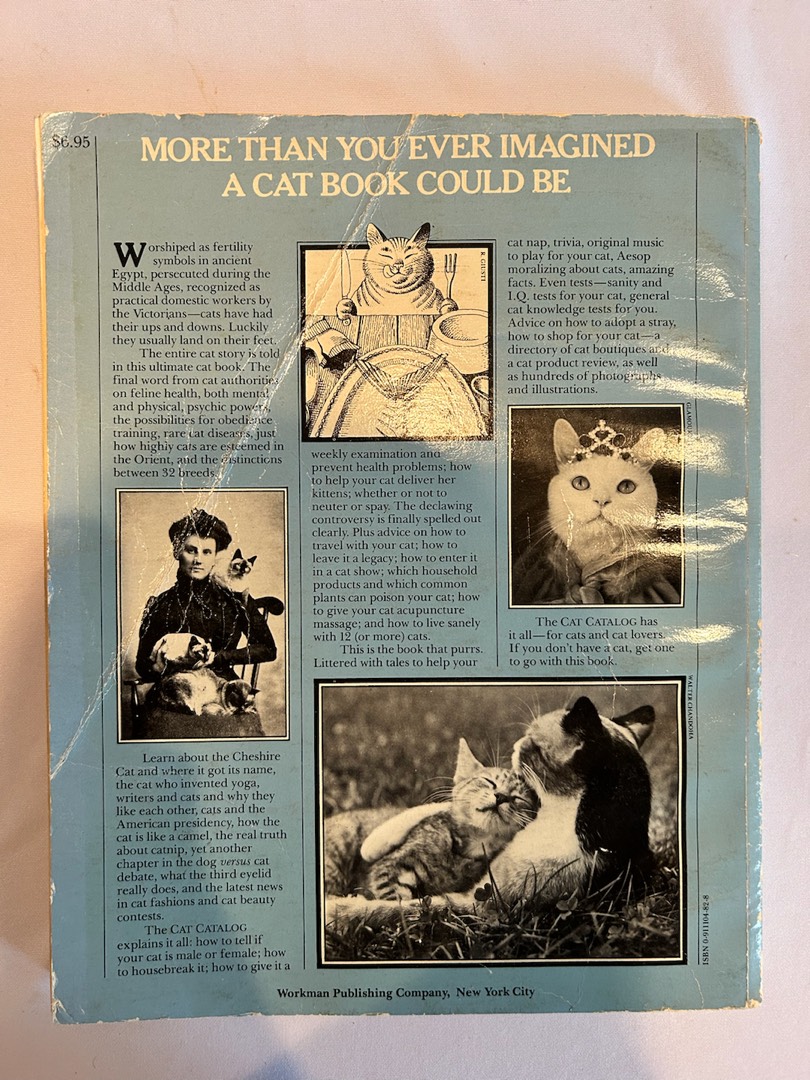 $6.95
MORE THAN YOU EVER IMAGINED
A CAT BOOK COULD BE
Worshiped as fertility
symbols in ancient
Egypt, persecuted during the
Middle Ages, recognized as
practical domestic workers by
the Victorians—cats have had
their ups and downs. Luckily
they usually land on their feet.
The entire cat story is told
in this ultimate cat book. The
final word from cat authorities
on feline health, both mental
and physical, psychic powers,
the possibilities for obedience
training, rare cat diseases, just
how highly cats are esteemed in
the Orient, and the distinctions
between 32 breeds.
Learn about the Cheshire
Cat and where it got its name,
the cat who invented yoga,
writers and cats and why they
like each other, cats and the
American presidency, how the
cat is like a camel, the real truth
about catnip, yet another
chapter in the dog versus cat
debate, what the third eyelid
really does, and the latest news
in cat fashions and cat beauty
contests.
The CAT CATALOG
explains it all: how to tell if
your cat is male or female; how
to housebreak it; how to give it a
R. GIUSTI
weekly examination and
prevent health problems; how
to help your cat deliver her
kittens; whether or not to
neuter or spay. The declawing
controversy is finally spelled out
clearly. Plus advice on how to
travel with your cat; how to
leave it a legacy; how to enter it
in a cat show; which household
products and which common
plants can poison your cat; how
to give your cat acupuncture
massage; and how to live sanely
with 12 (or more) cats.
This is the book that purrs.
Littered with tales to help your
cat nap, trivia, original music
to play for your cat, Aesop
moralizing about cats, amazing
facts. Even tests—sanity and
I.Q. tests for your cat, general
cat knowledge tests for you.
Advice on how to adopt a stray,
how to shop for your cat—a
directory of cat boutiques and
a cat product review, as well
as hundreds of photographs
and illustrations.
The CAT CATALOG has
it all—for cats and cat lovers.
If you don't have a cat, get one
to go with this book.
WALTER CHANDOHA
ISBN 0-911104-82-8
Workman Publishing Company, New York City